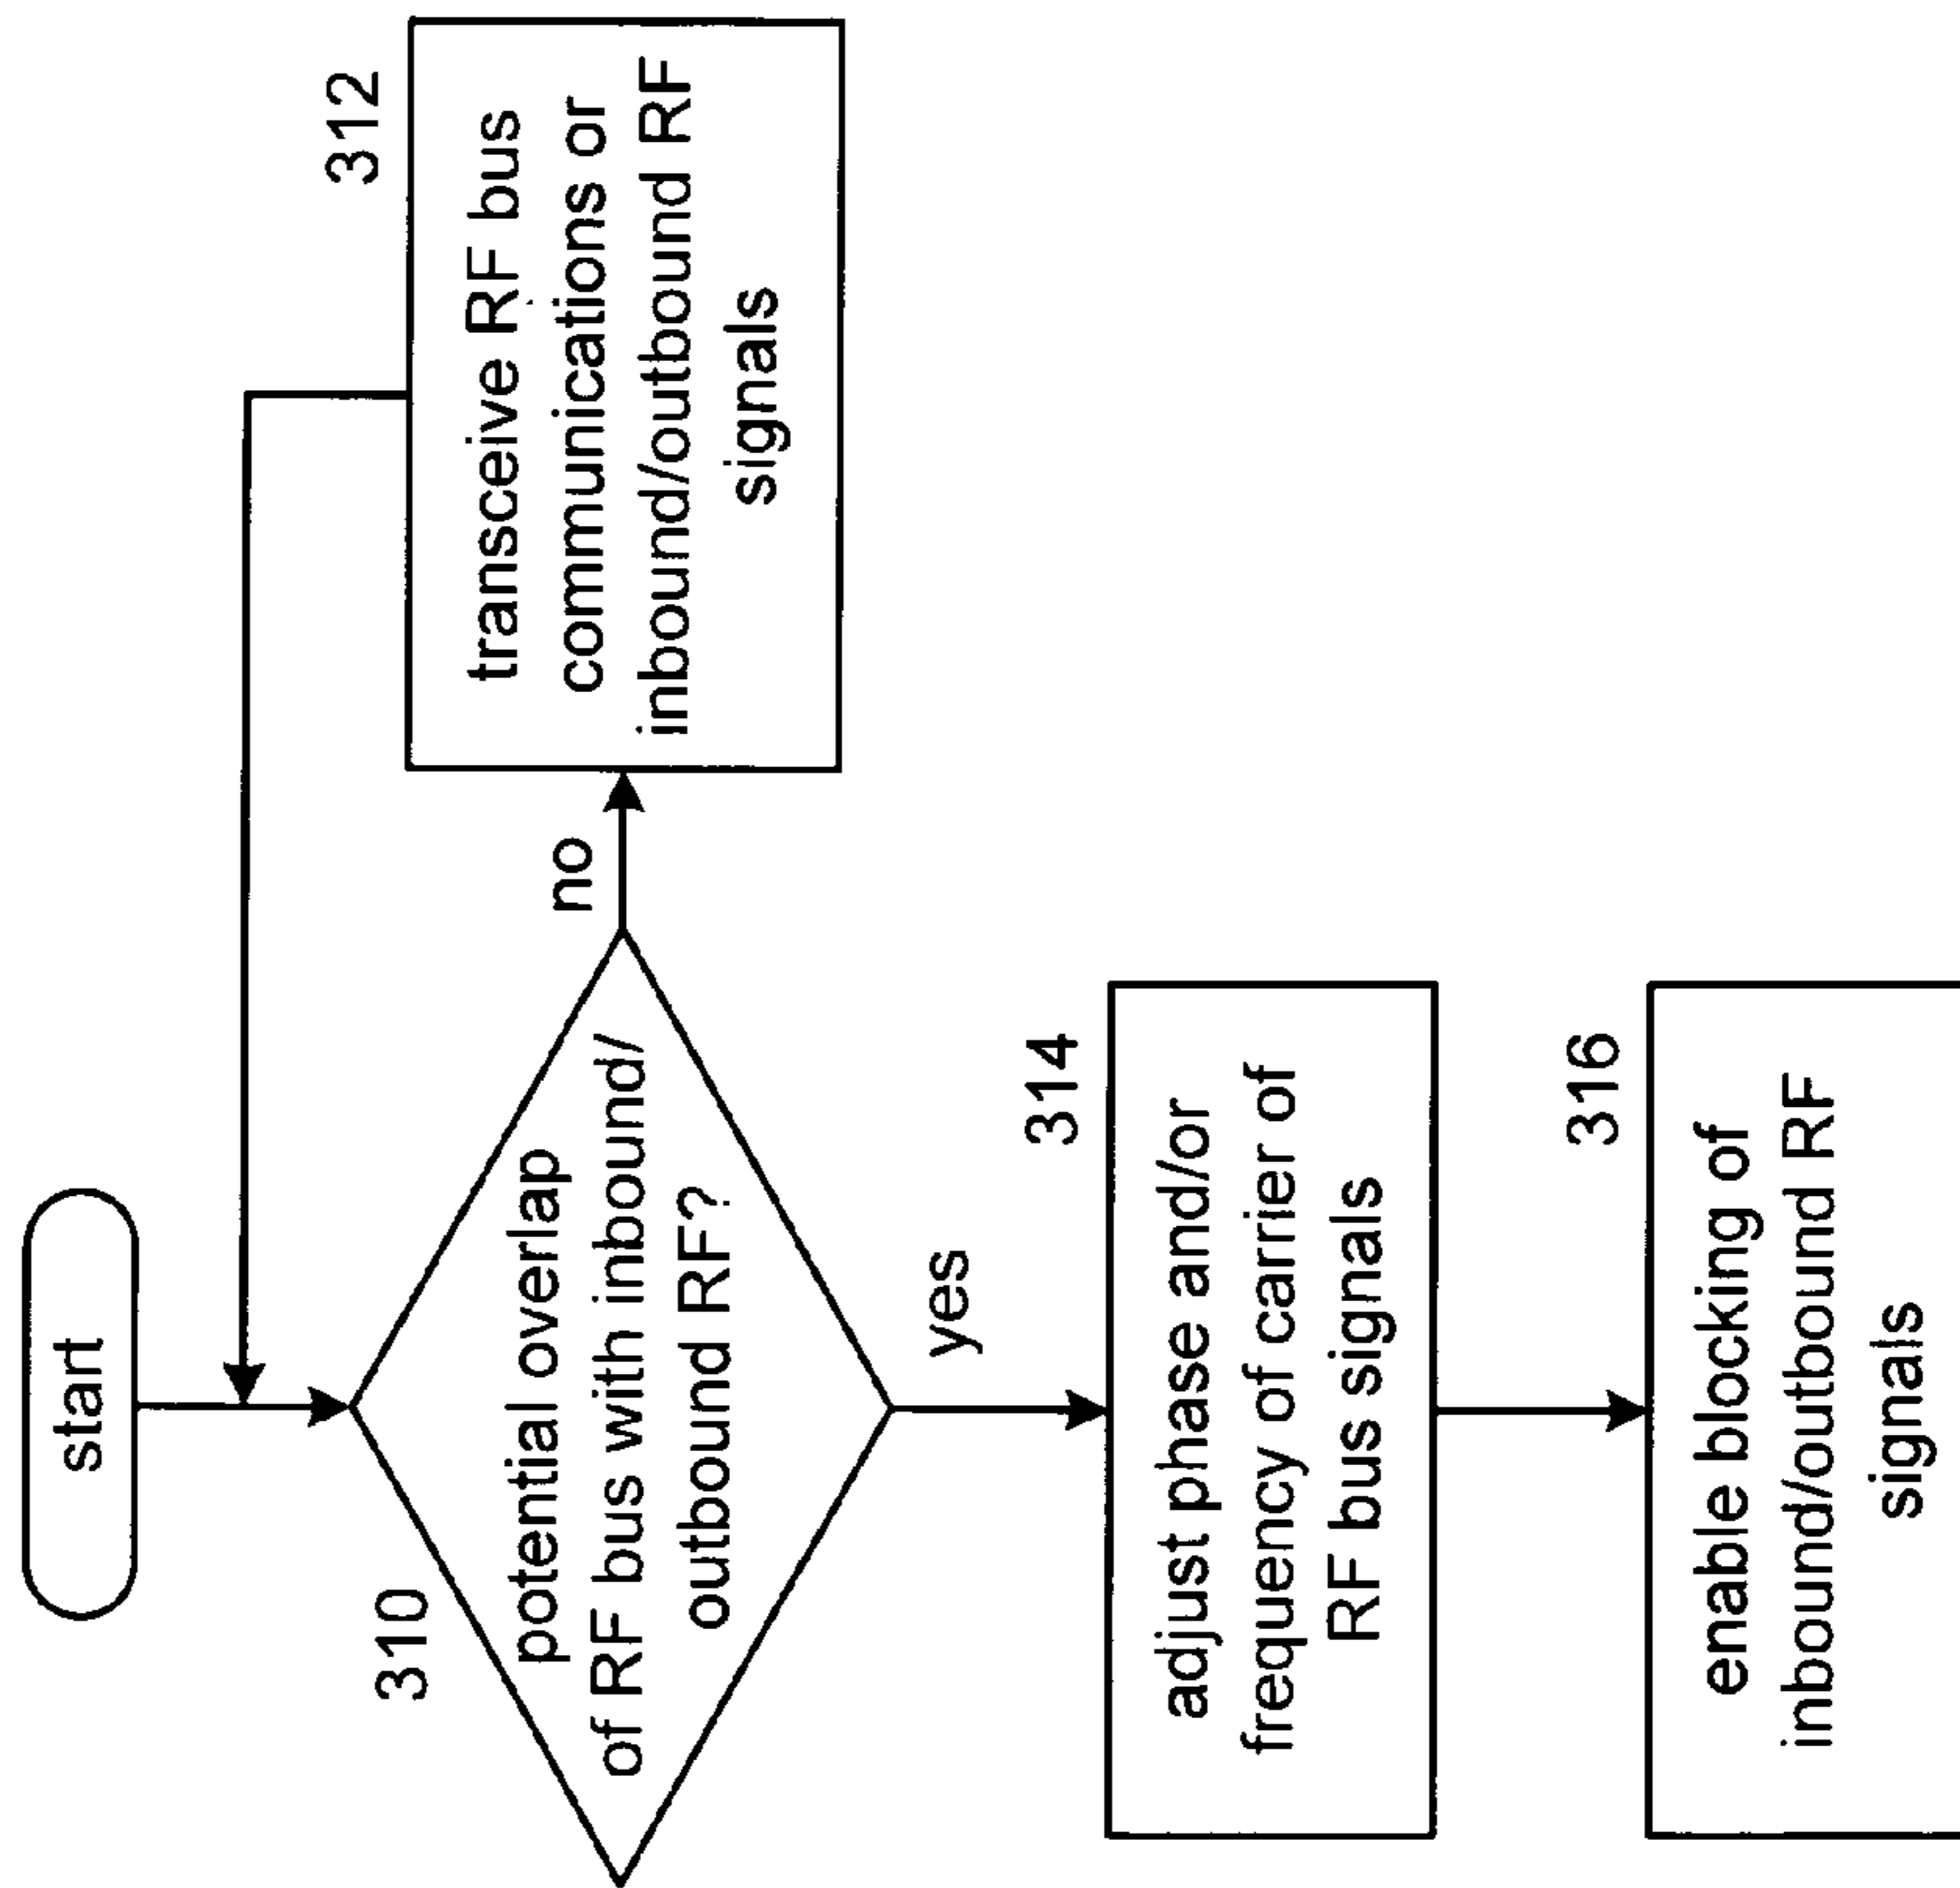 start
310
potential overlap
of RF bus with inbound/
outbound RF?
no
312
transceive RF bus
communications or
inbound/outbound RF
signals
yes
314
adjust phase and/or
frequency of carrier of
RF bus signals
316
enable blocking of
inbound/outbound RF
signals